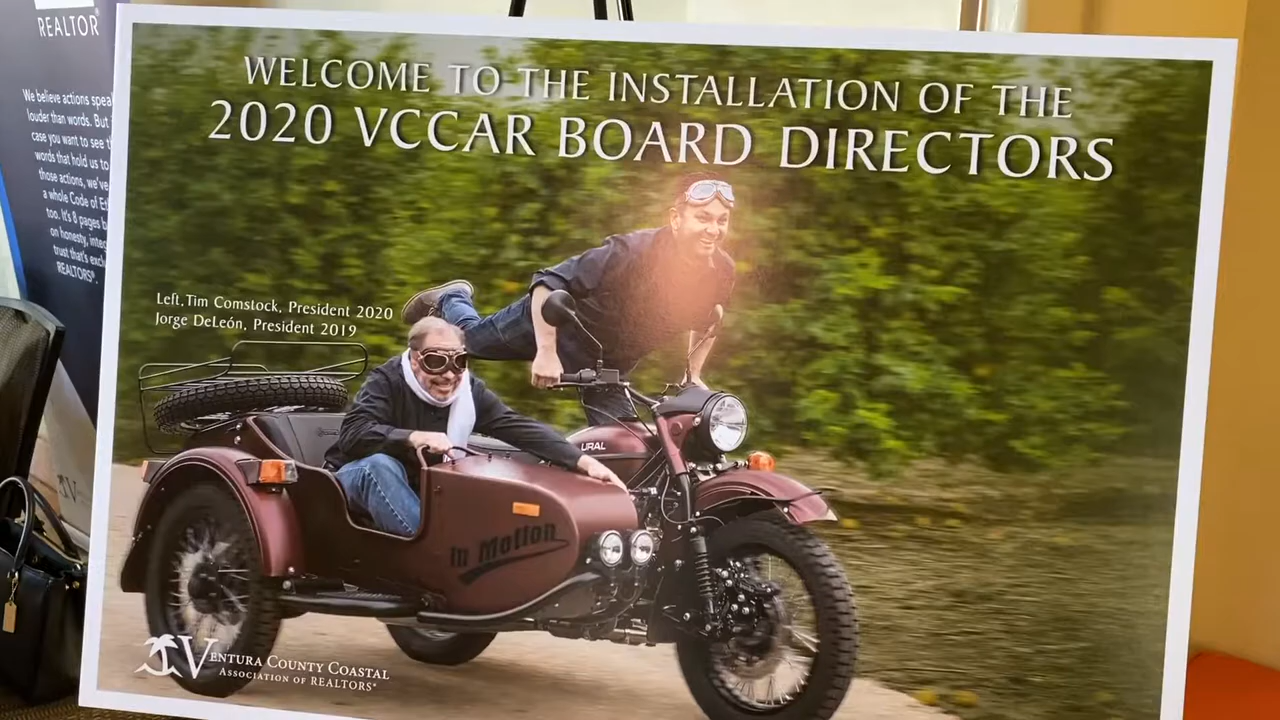 REALTOR®
We believe actions speak
louder than words. But
case you want to see
words that hold us to
those actions, we've
a whole Code of
too. It's 8 pages
on honesty,
trust that's
REALTORS®.
WELCOME TO THE INSTALLATION OF THE
2020 VCCAR BOARD DIRECTORS
Left,Tim Comstock, President 2020
Jorge DeLeón, President 2019
URAL
In Motion
VENTURA COUNTY COASTAL
ASSOCIATION OF REALTORS®